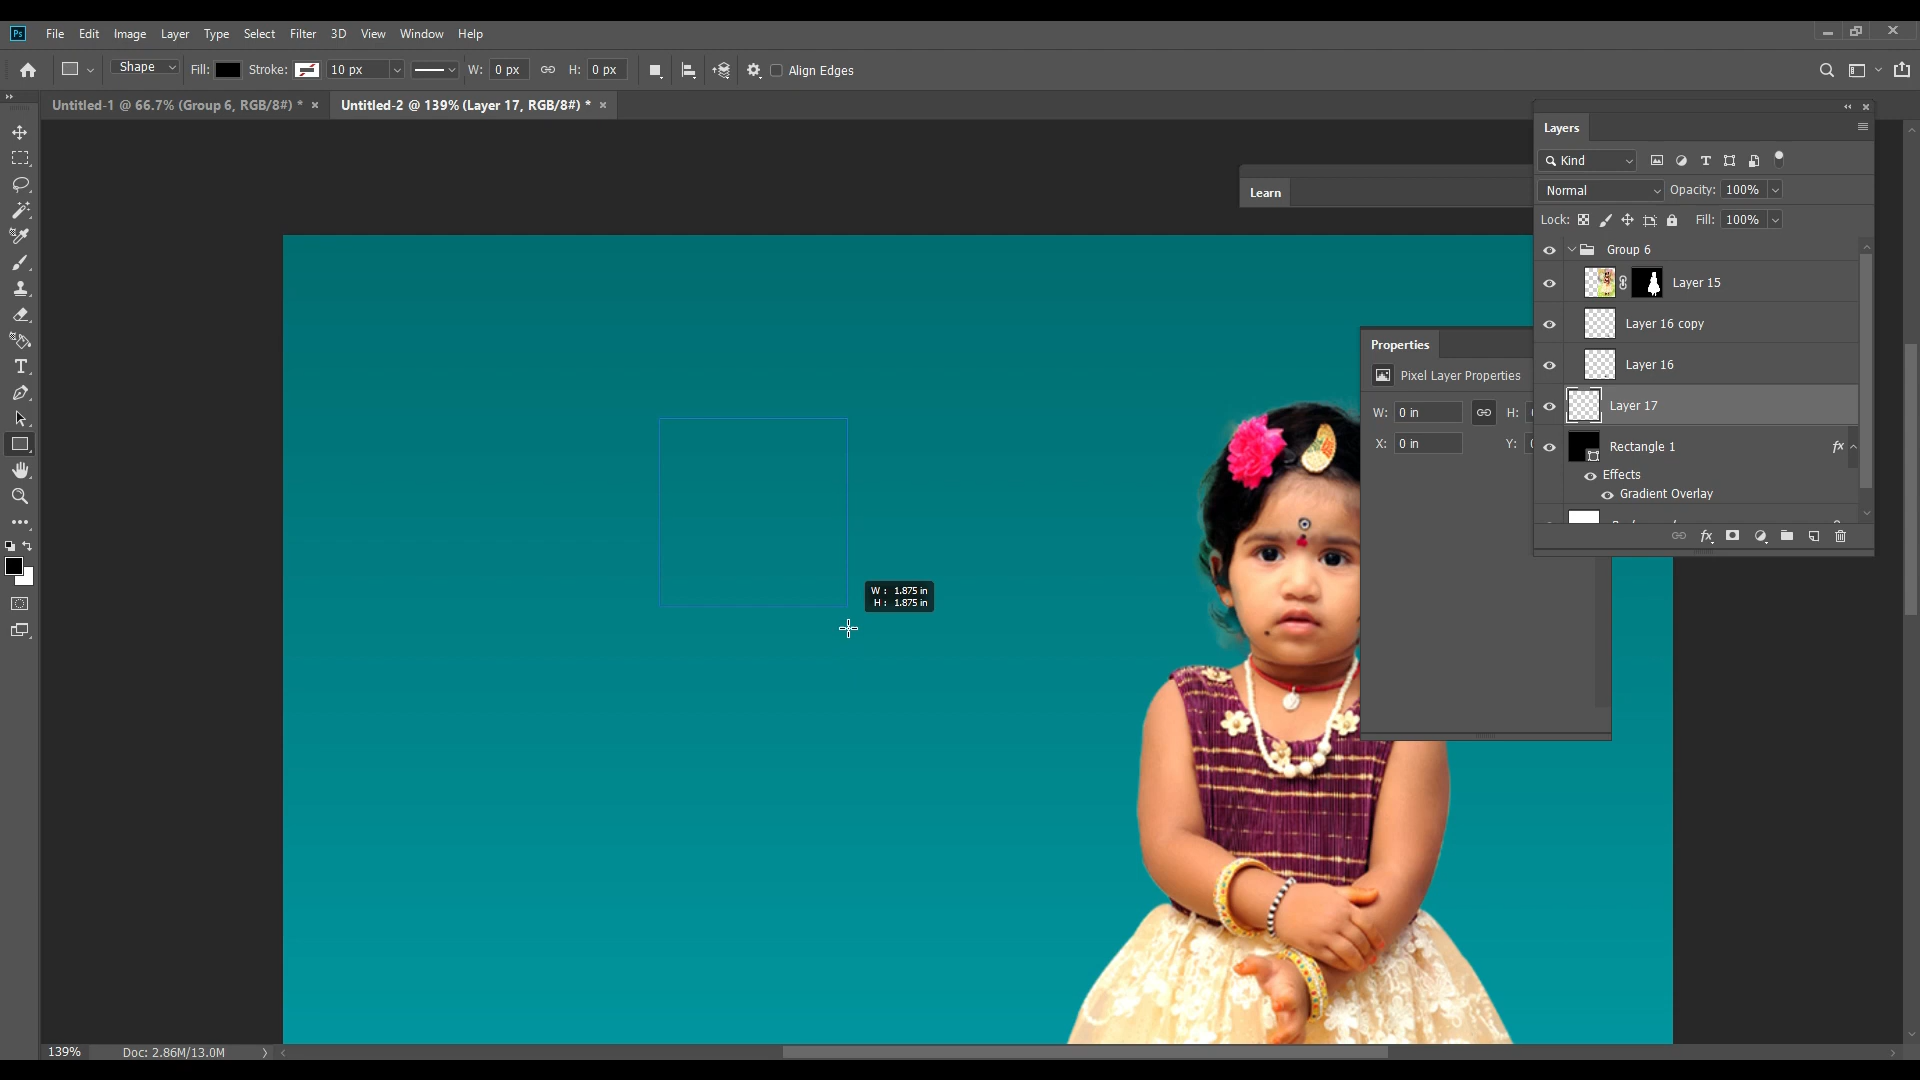 Ps File Edit Image Layer Type Select Filter 3D View Window Help
Shape Fill: Stroke: 10 px W: 0 px H: 0 px Align Edges
Untitled-1 @ 66.7% (Group 6, RGB/8#) * × Untitled-2 @ 139% (Layer 17, RGB/8#) * ×
Layers
Kind
Learn
Normal Opacity: 100%
Lock: Fill: 100%
Group 6
Layer 15
Layer 16 copy
Properties
Layer 16
Pixel Layer Properties
Layer 17
W: 0 in H:
X: 0 in Y:
Rectangle 1 fx
Effects
Gradient Overlay
fx
W : 1.875 in
H : 1.875 in
139% Doc: 2.86M/13.0M